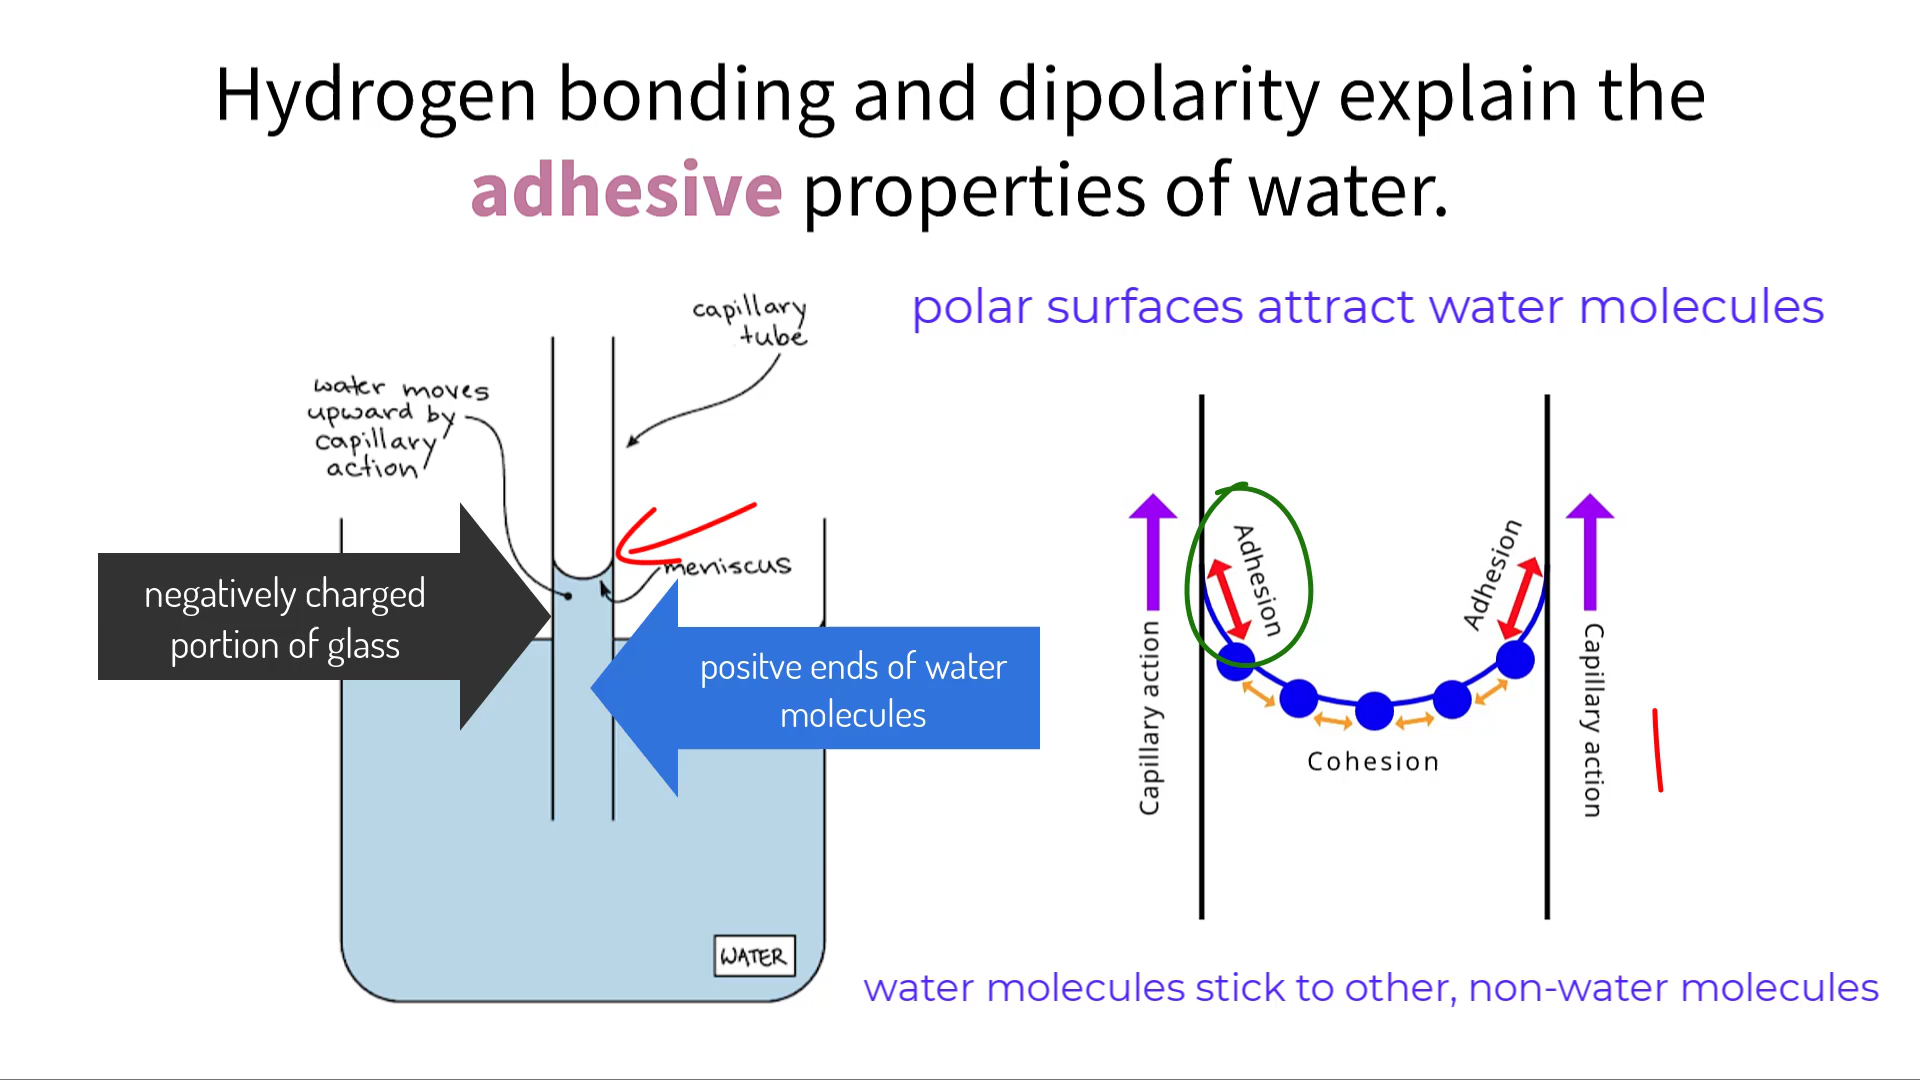 Hydrogen bonding and dipolarity explain the
adhesive properties of water.
polar surfaces attract water molecules
capillary
tube
water moves
upward by
capillary
action
meniscus
negatively charged
portion of glass
positve ends of water
molecules
WATER
Adhesion
Adhesion
Capillary action
Capillary action
Cohesion
water molecules stick to other, non-water molecules